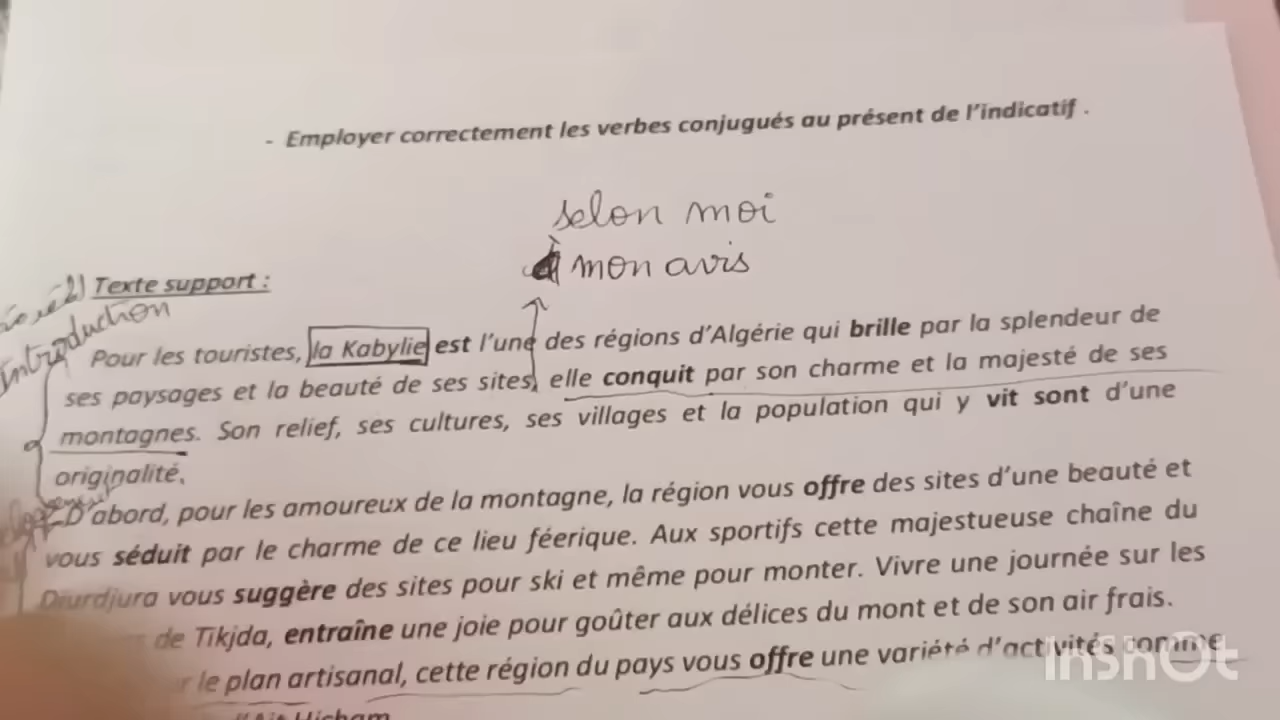 - Employer correctement les verbes conjugués au présent de l'indicatif .
selon moi
à mon avis
Texte support :
introduction
Pour les touristes, la Kabylie est l'une des régions d'Algérie qui brille par la splendeur de
ses paysages et la beauté de ses sites, elle conquit par son charme et la majesté de ses
montagnes. Son relief, ses cultures, ses villages et la population qui y vit sont d'une
originalité.
D'abord, pour les amoureux de la montagne, la région vous offre des sites d'une beauté et
vous séduit par le charme de ce lieu féerique. Aux sportifs cette majestueuse chaîne du
Djurdjura vous suggère des sites pour ski et même pour monter. Vivre une journée sur les
de Tikjda, entraîne une joie pour goûter aux délices du mont et de son air frais.
le plan artisanal, cette région du pays vous offre une variété d'activités comme
InShOt